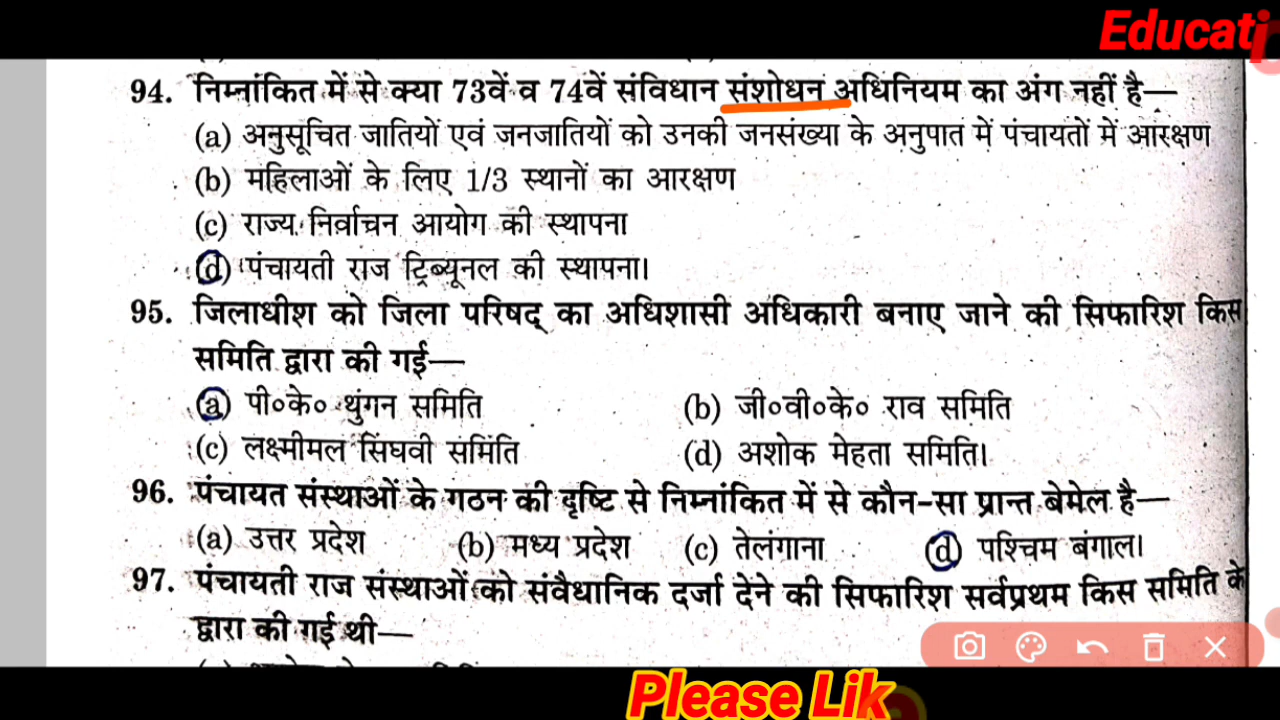 Educati
94. निम्नांकित में से क्या 73वें व 74वें संविधान संशोधन अधिनियम का अंग नहीं है—
(a) अनुसूचित जातियों एवं जनजातियों को उनकी जनसंख्या के अनुपात में पंचायतों में आरक्षण
(b) महिलाओं के लिए 1/3 स्थानों का आरक्षण
(c) राज्य निर्वाचन आयोग की स्थापना
(d) पंचायती राज ट्रिब्यूनल की स्थापना।
95. जिलाधीश को जिला परिषद् का अधिशासी अधिकारी बनाए जाने की सिफारिश किस
समिति द्वारा की गई—
(a) पी०के० थुंगन समिति (b) जी०वी०के० राव समिति
(c) लक्ष्मीमल सिंघवी समिति (d) अशोक मेहता समिति।
96. पंचायत संस्थाओं के गठन की दृष्टि से निम्नांकित में से कौन-सा प्रान्त बेमेल है—
(a) उत्तर प्रदेश (b) मध्य प्रदेश (c) तेलंगाना (d) पश्चिम बंगाल।
97. पंचायती राज संस्थाओं को संवैधानिक दर्जा देने की सिफारिश सर्वप्रथम किस समिति के
द्वारा की गई थी—
Please Lik